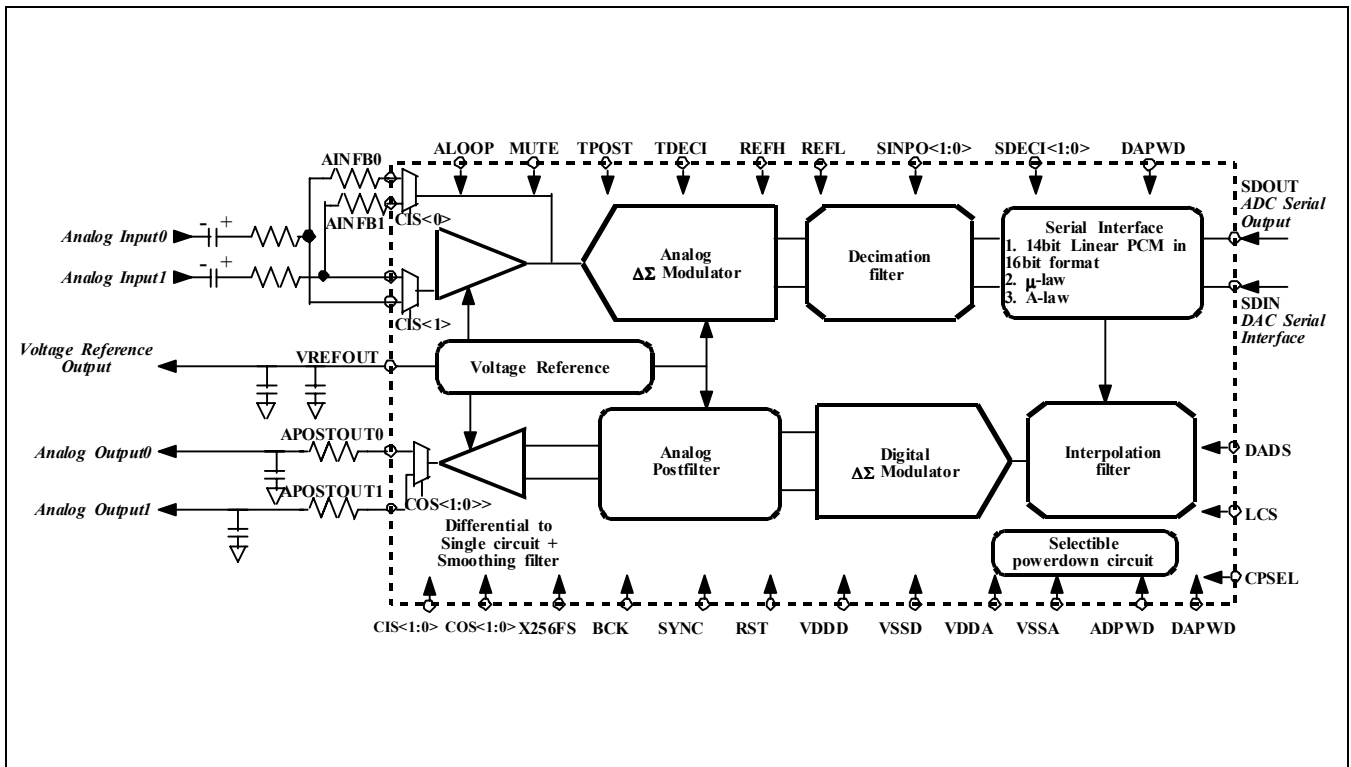 ALOOP MUTE TPOST TDECI REFH REFL SINPO<1:0> SDECI<1:0> DAPWD
AINFB0
AINFB1
CIS<0>
Analog Input0
- +
Analog Input1
- +
CIS<1>
Analog
ΔΣ Modulator
Decimation
filter
Serial Interface
1. 14bit Linear PCM in
16bit format
2. μ-law
3. A-law
SDOUT
ADC Serial
Output
SDIN
DAC Serial
Interface
Voltage Reference
Output
VREFOUT
Voltage Reference
Analog Output0
APOSTOUT0
Analog Output1
APOSTOUT1
COS<1:0>>
Differential to
Single circuit +
Smoothing filter
Analog
Postfilter
Digital
ΔΣ Modulator
Interpolation
filter
DADS
LCS
Selectible
powerdown circuit
CPSEL
CIS<1:0> COS<1:0> X256FS BCK SYNC RST VDDD VSSD VDDA VSSA ADPWD DAPWD